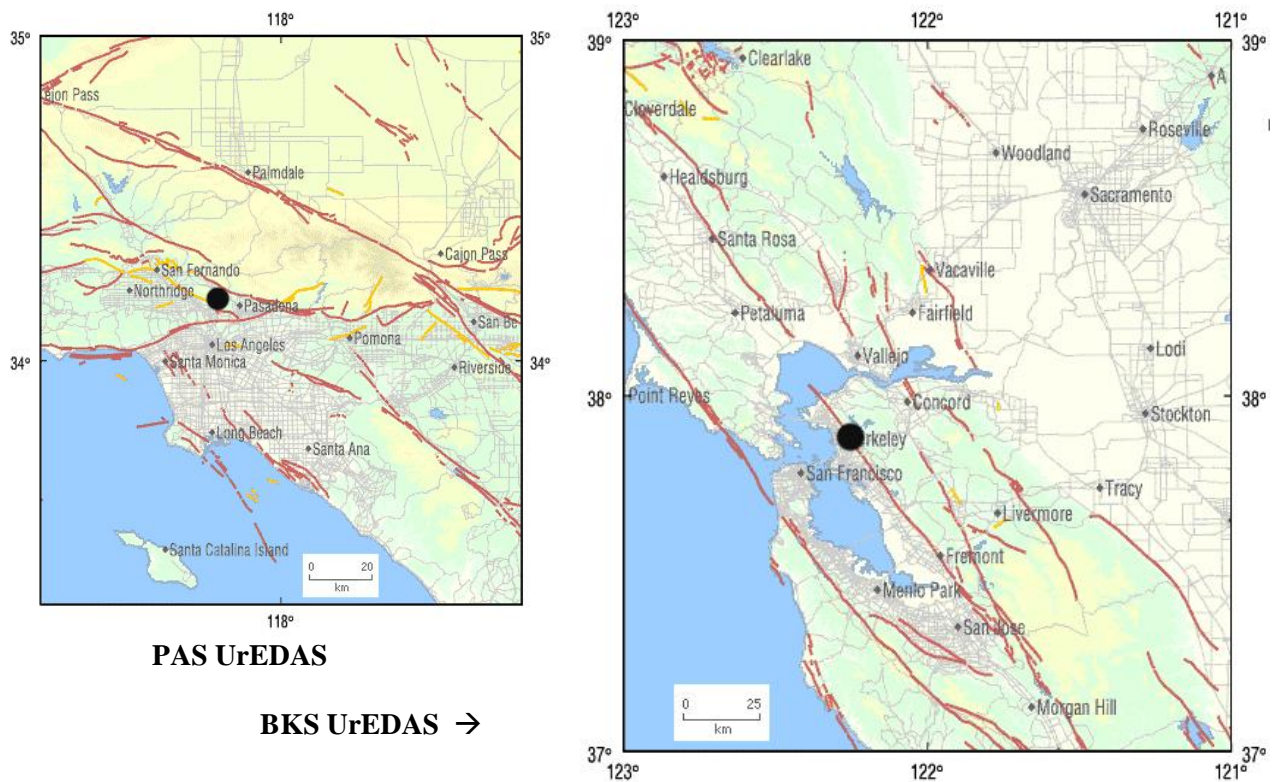 118°
35°
35°
ejon Pass
Palmdale
Cajon Pass
San Fernando
Northridge
Pasadena
San Be
34°
34°
Los Angeles
Pomona
Santa Monica
Riverside
Long Beach
Santa Ana
Santa Catalina Island
0 20
km
118°
PAS UrEDAS
BKS UrEDAS →
123°
122°
121°
39°
39°
Clearlake
A
Cloverdale
Roseville
Woodland
Healdsburg
Sacramento
Santa Rosa
Vacaville
Petaluma
Fairfield
Lodi
Vallejo
38°
38°
Point Reyes
Concord
Stockton
rkeley
San Francisco
Tracy
Livermore
Fremont
Menlo Park
San Jose
0 25
km
Morgan Hill
37°
37°
123°
122°
121°